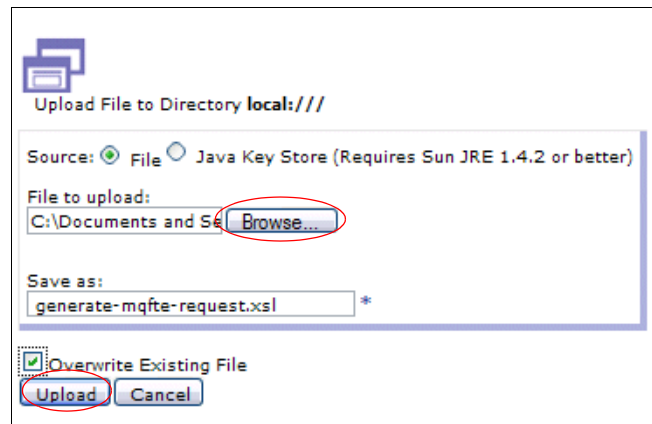 Upload File to Directory local:///
Source: File Java Key Store (Requires Sun JRE 1.4.2 or better)
File to upload:
C:\Documents and Se Browse...
Save as:
generate-mqfte-request.xsl *
Overwrite Existing File
Upload Cancel